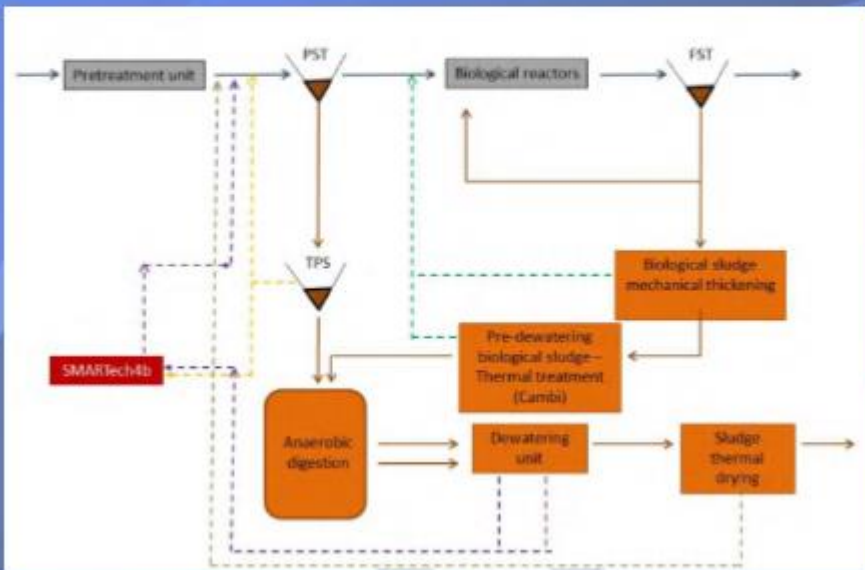 PST
FST
Pretreatment unit
Biological reactors
TPS
Biological sludge
mechanical thickening
Pre-dewatering
biological sludge–
Thermal treatment
(Cambi)
SMARTech4b
Anaerobic
digestion
Dewatering
unit
Sludge
thermal
drying